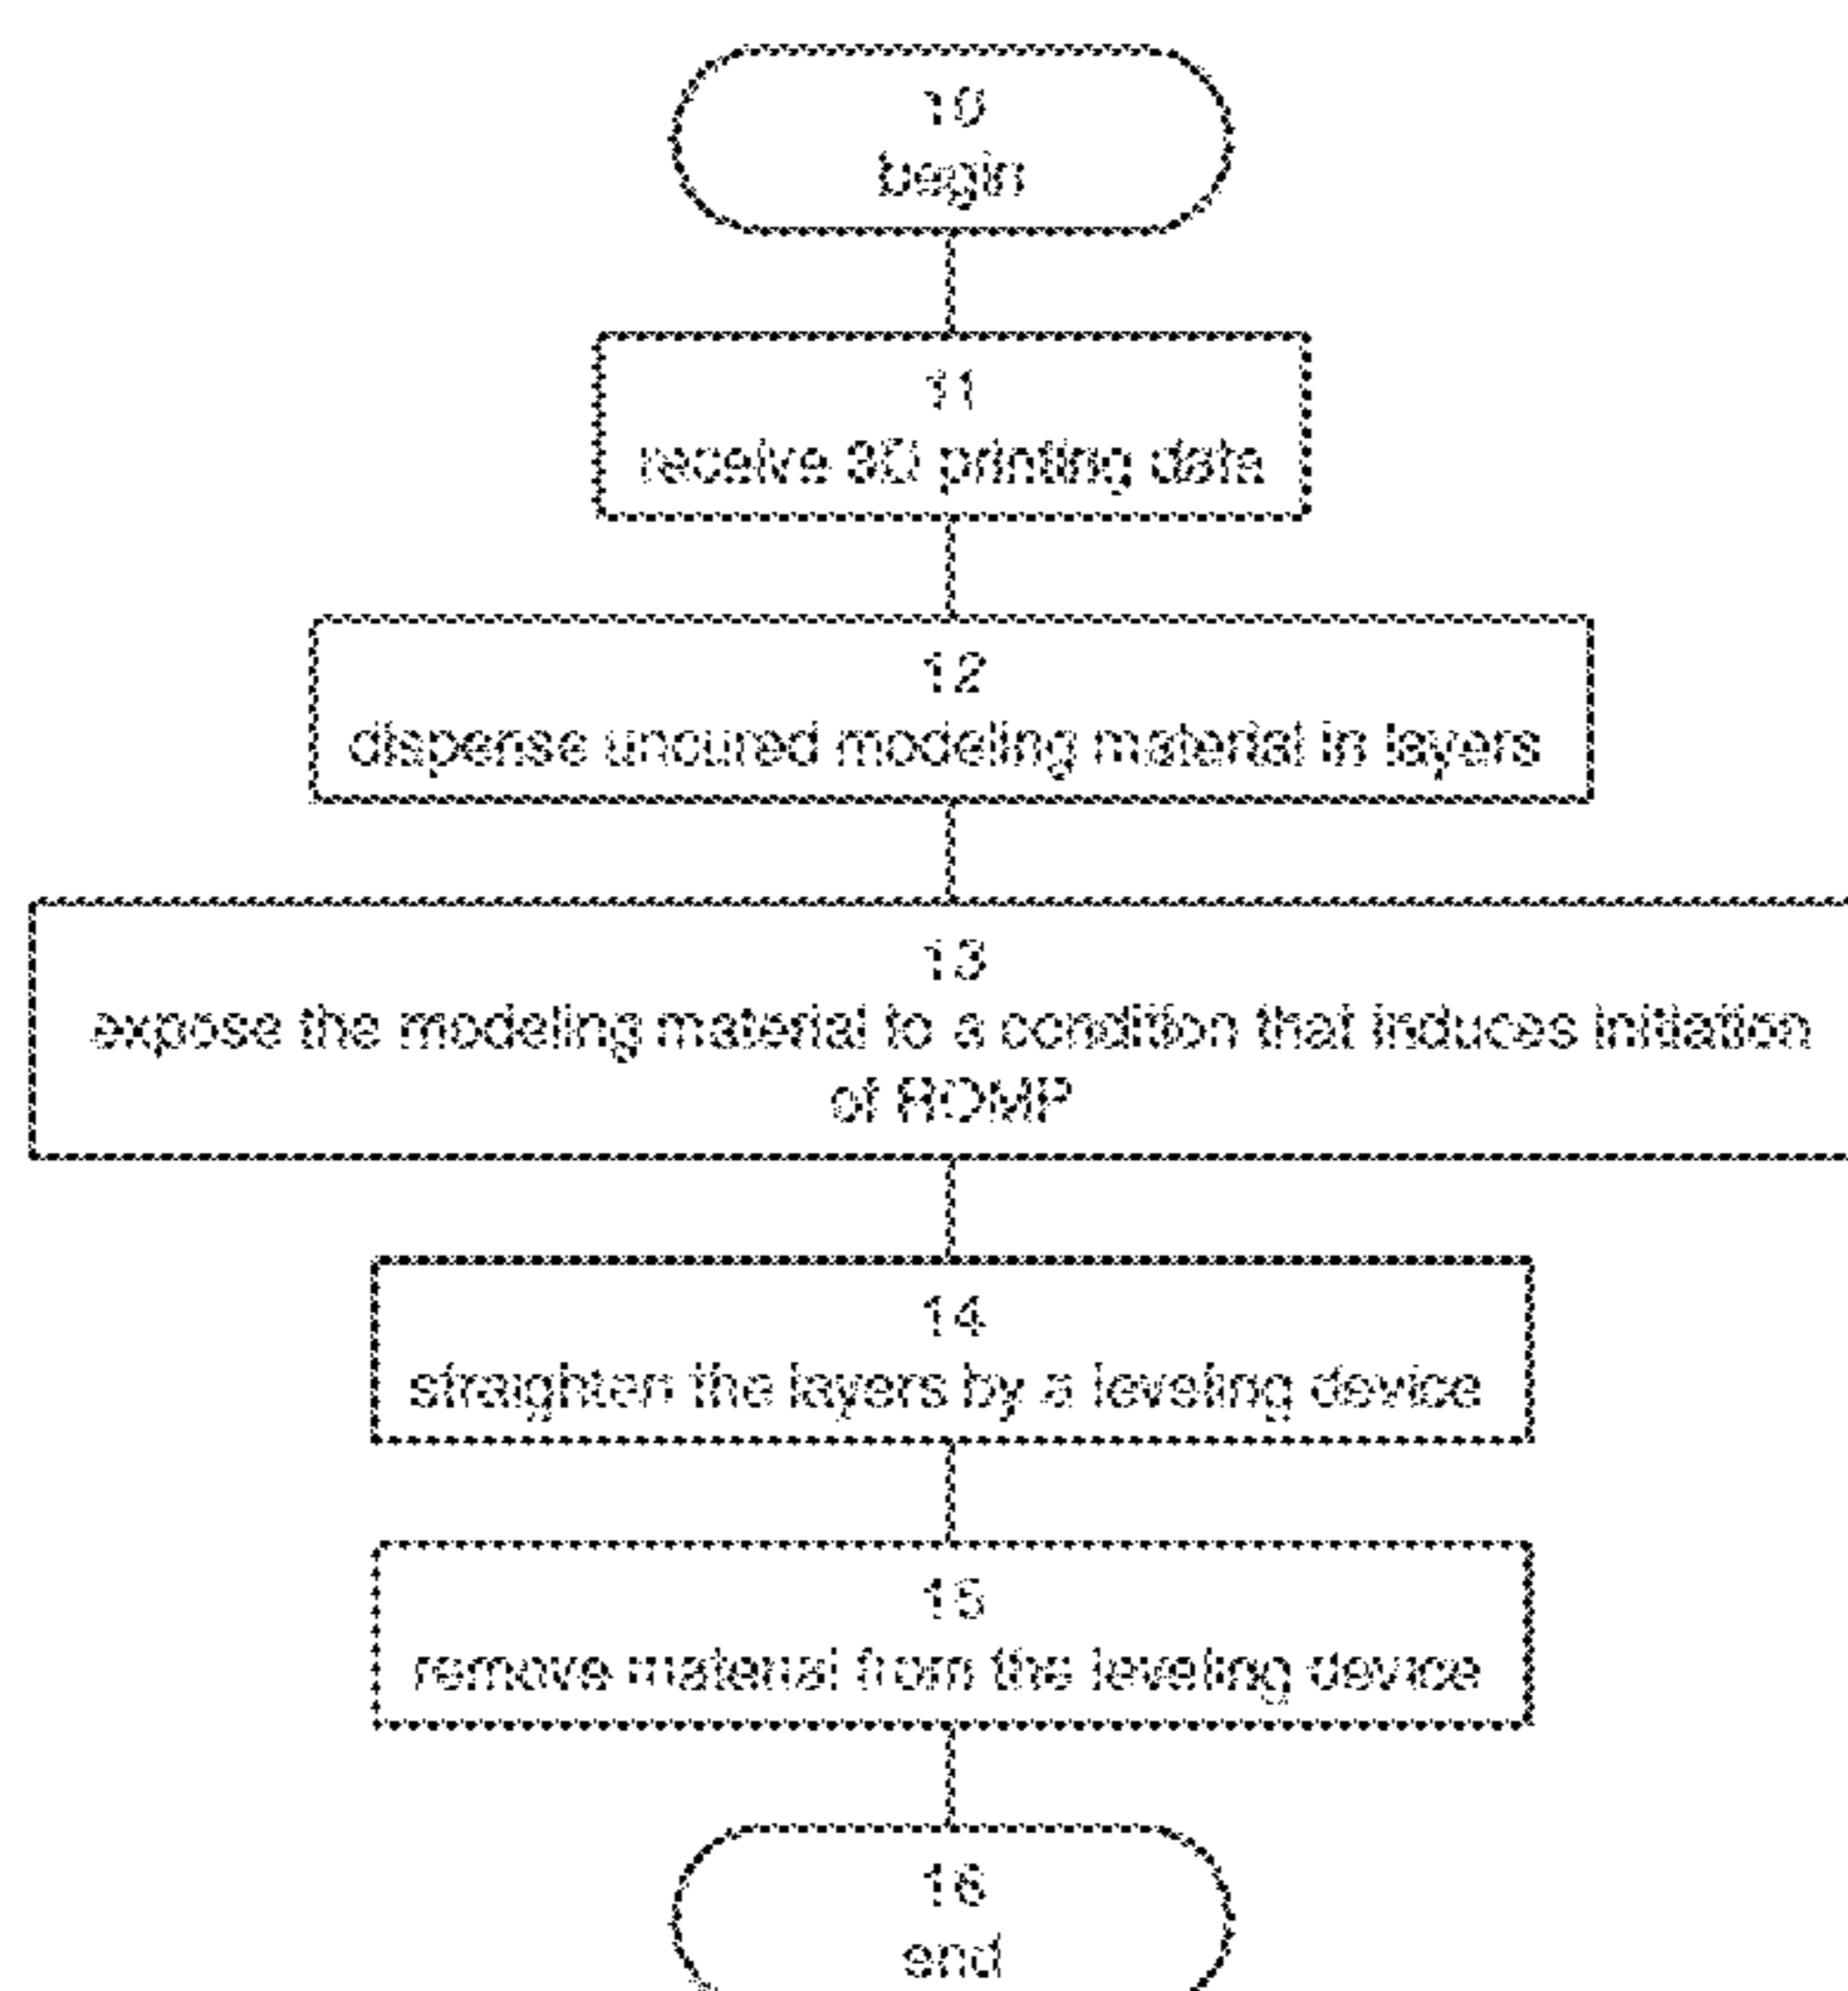 10
begin
11
receive 3D printing data
12
dispense uncured modeling material in layers
13
expose the modeling material to a condition that induces initiation
of ROMP
14
straighten the layers by a leveling device
15
remove material from the leveling device
16
end